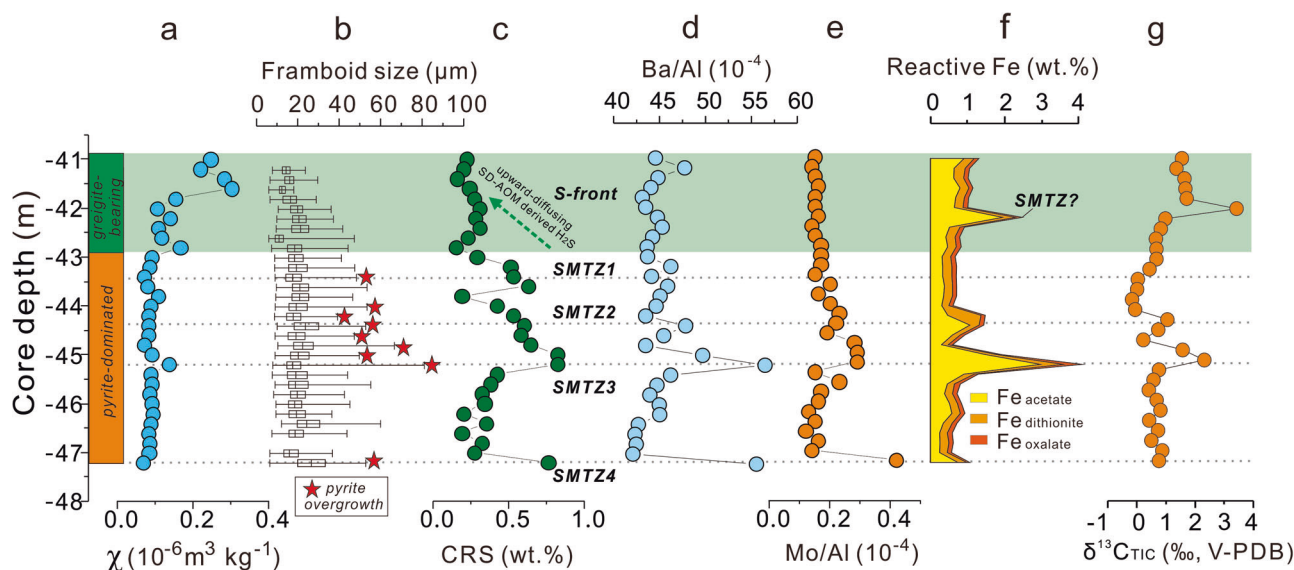 a b c d e f g
Framboid size (μm)
0 20 40 60 80 100
Ba/Al (10⁻⁴)
40 45 50 55 60
Reactive Fe (wt.%)
0 1 2 3 4
Core depth (m)
-41
-42
-43
-44
-45
-46
-47
-48
greigite-
bearing
pyrite-dominated
upward-diffusing
SD-AOM derived H₂S
S-front
SMTZ?
SMTZ1
SMTZ2
SMTZ3
SMTZ4
pyrite
overgrowth
Fe acetate
Fe dithionite
Fe oxalate
0.0 0.2 0.4
χ (10⁻⁶m³ kg⁻¹)
0.0 0.5 1.0
CRS (wt.%)
0.0 0.2 0.4
Mo/Al (10⁻⁴)
-1 0 1 2 3 4
δ¹³CTIC (‰, V-PDB)